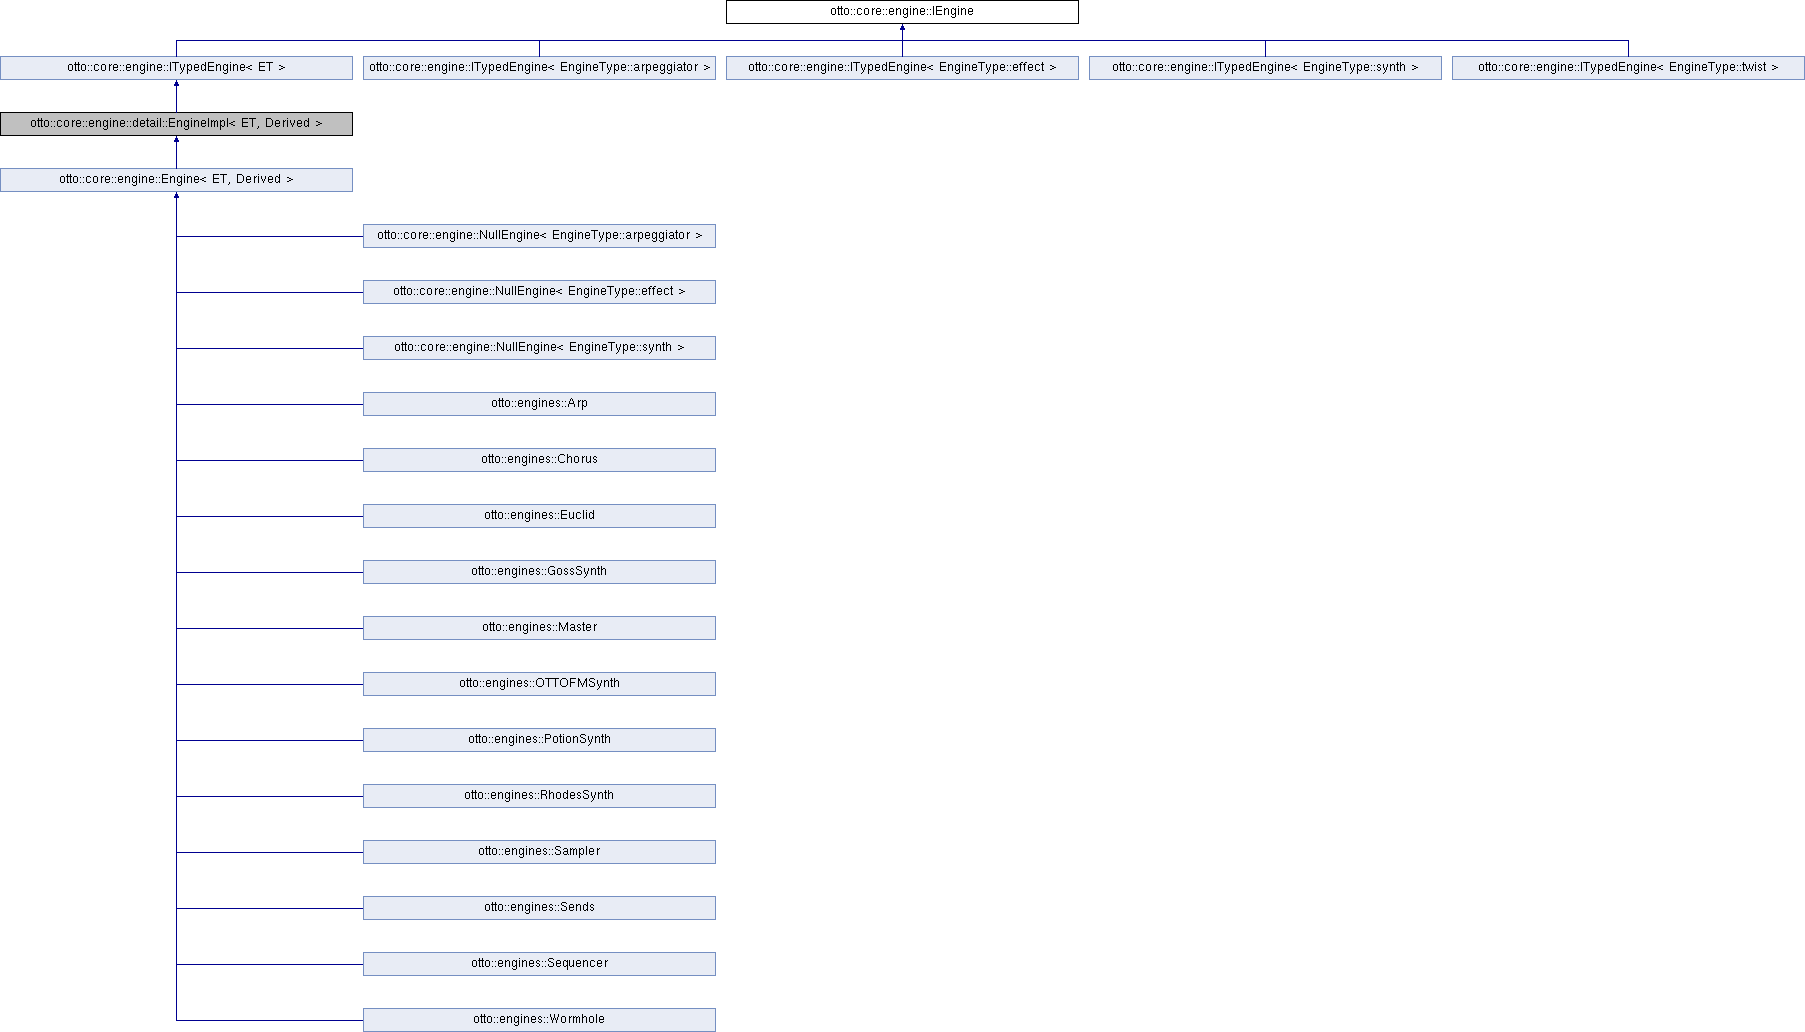 otto::core::engine::IEngine
otto::core::engine::ITypedEngine< ET >
otto::core::engine::ITypedEngine< EngineType::arpeggiator >
otto::core::engine::ITypedEngine< EngineType::effect >
otto::core::engine::ITypedEngine< EngineType::synth >
otto::core::engine::ITypedEngine< EngineType::twist >
otto::core::engine::detail::EngineImpl< ET, Derived >
otto::core::engine::Engine< ET, Derived >
otto::core::engine::NullEngine< EngineType::arpeggiator >
otto::core::engine::NullEngine< EngineType::effect >
otto::core::engine::NullEngine< EngineType::synth >
otto::engines::Arp
otto::engines::Chorus
otto::engines::Euclid
otto::engines::GossSynth
otto::engines::Master
otto::engines::OTTOFMSynth
otto::engines::PotionSynth
otto::engines::RhodesSynth
otto::engines::Sampler
otto::engines::Sends
otto::engines::Sequencer
otto::engines::Wormhole